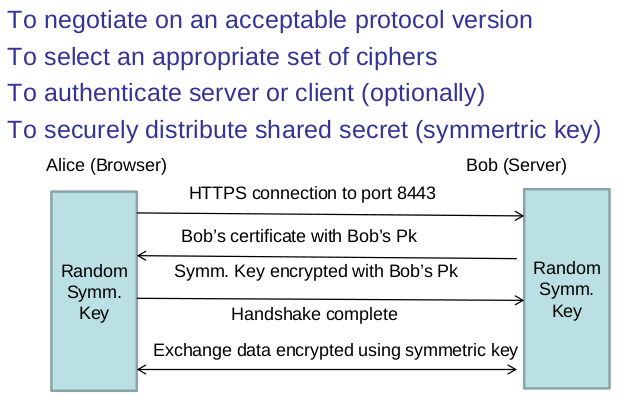 To negotiate on an acceptable protocol version
To select an appropriate set of ciphers
To authenticate server or client (optionally)
To securely distribute shared secret (symmertric key)
Alice (Browser)
Bob (Server)
HTTPS connection to port 8443
Bob's certificate with Bob's Pk
Symm. Key encrypted with Bob's Pk
Random
Symm.
Key
Random
Symm.
Key
Handshake complete
Exchange data encrypted using symmetric key